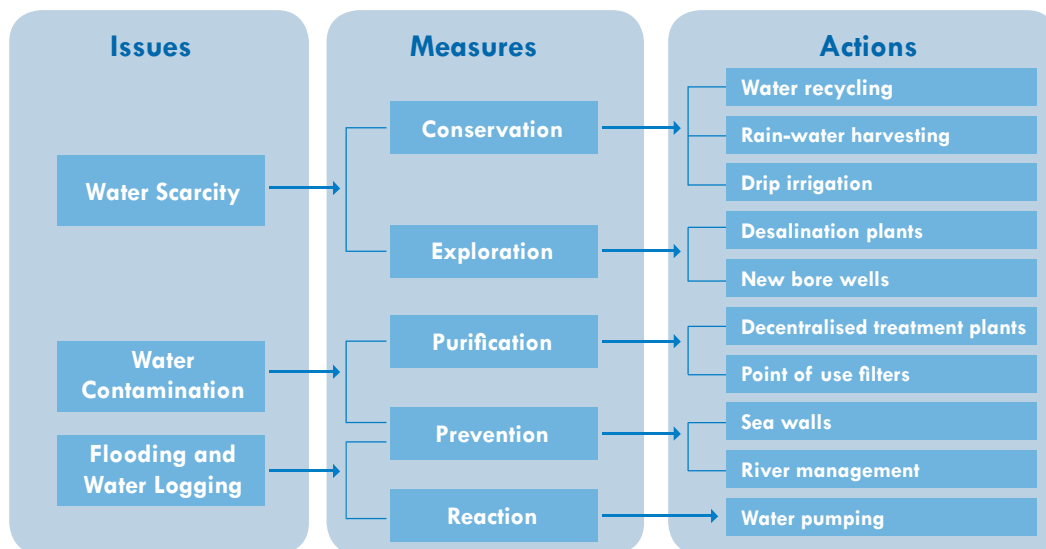 Issues
Water Scarcity
Water
Contamination
Flooding and
Water Logging
Measures
Conservation
Exploration
Purification
Prevention
Reaction
Actions
Water recycling
Rain-water harvesting
Drip irrigation
Desalination plants
New bore wells
Decentralised treatment plants
Point of use filters
Sea walls
River management
Water pumping